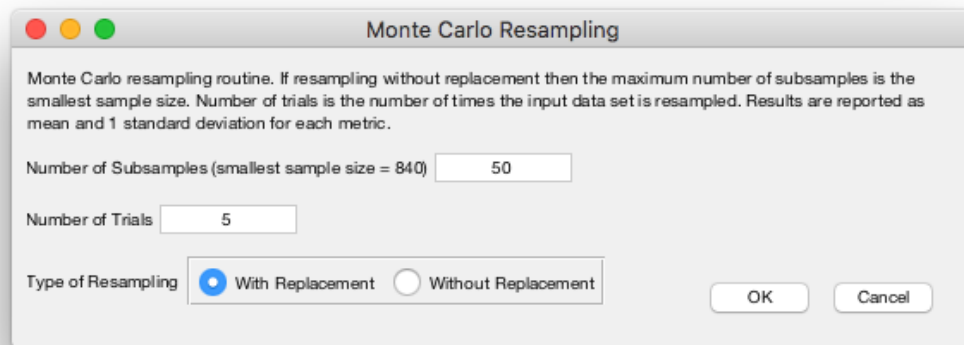 Monte Carlo Resampling
Monte Carlo resampling routine. If resampling without replacement then the maximum number of subsamples is the
smallest sample size. Number of trials is the number of times the input data set is resampled. Results are reported as
mean and 1 standard deviation for each metric.
Number of Subsamples (smallest sample size = 840) 50
Number of Trials 5
Type of Resampling With Replacement Without Replacement
OK Cancel